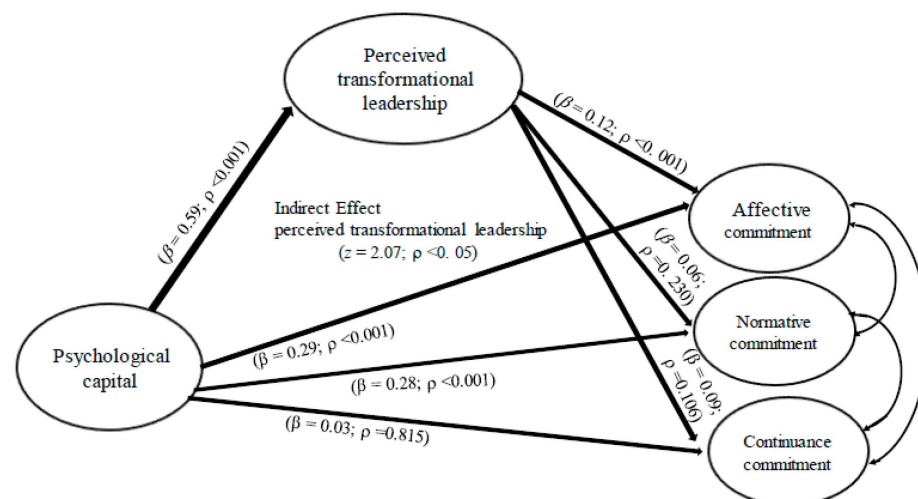 Perceived
transformational
leadership
(β = 0.12; ρ <0. 001)
(β = 0.59; ρ <0.001)
Indirect Effect
perceived transformational leadership
(z = 2.07; ρ <0. 05)
Affective
commitment
(β = 0.06;
ρ =0. 230)
Normative
commitment
Psychological
capital
(β = 0.29; ρ <0.001)
(β = 0.28; ρ <0.001)
(β = 0.09;
ρ =0.106)
(β = 0.03; ρ =0.815)
Continuance
commitment